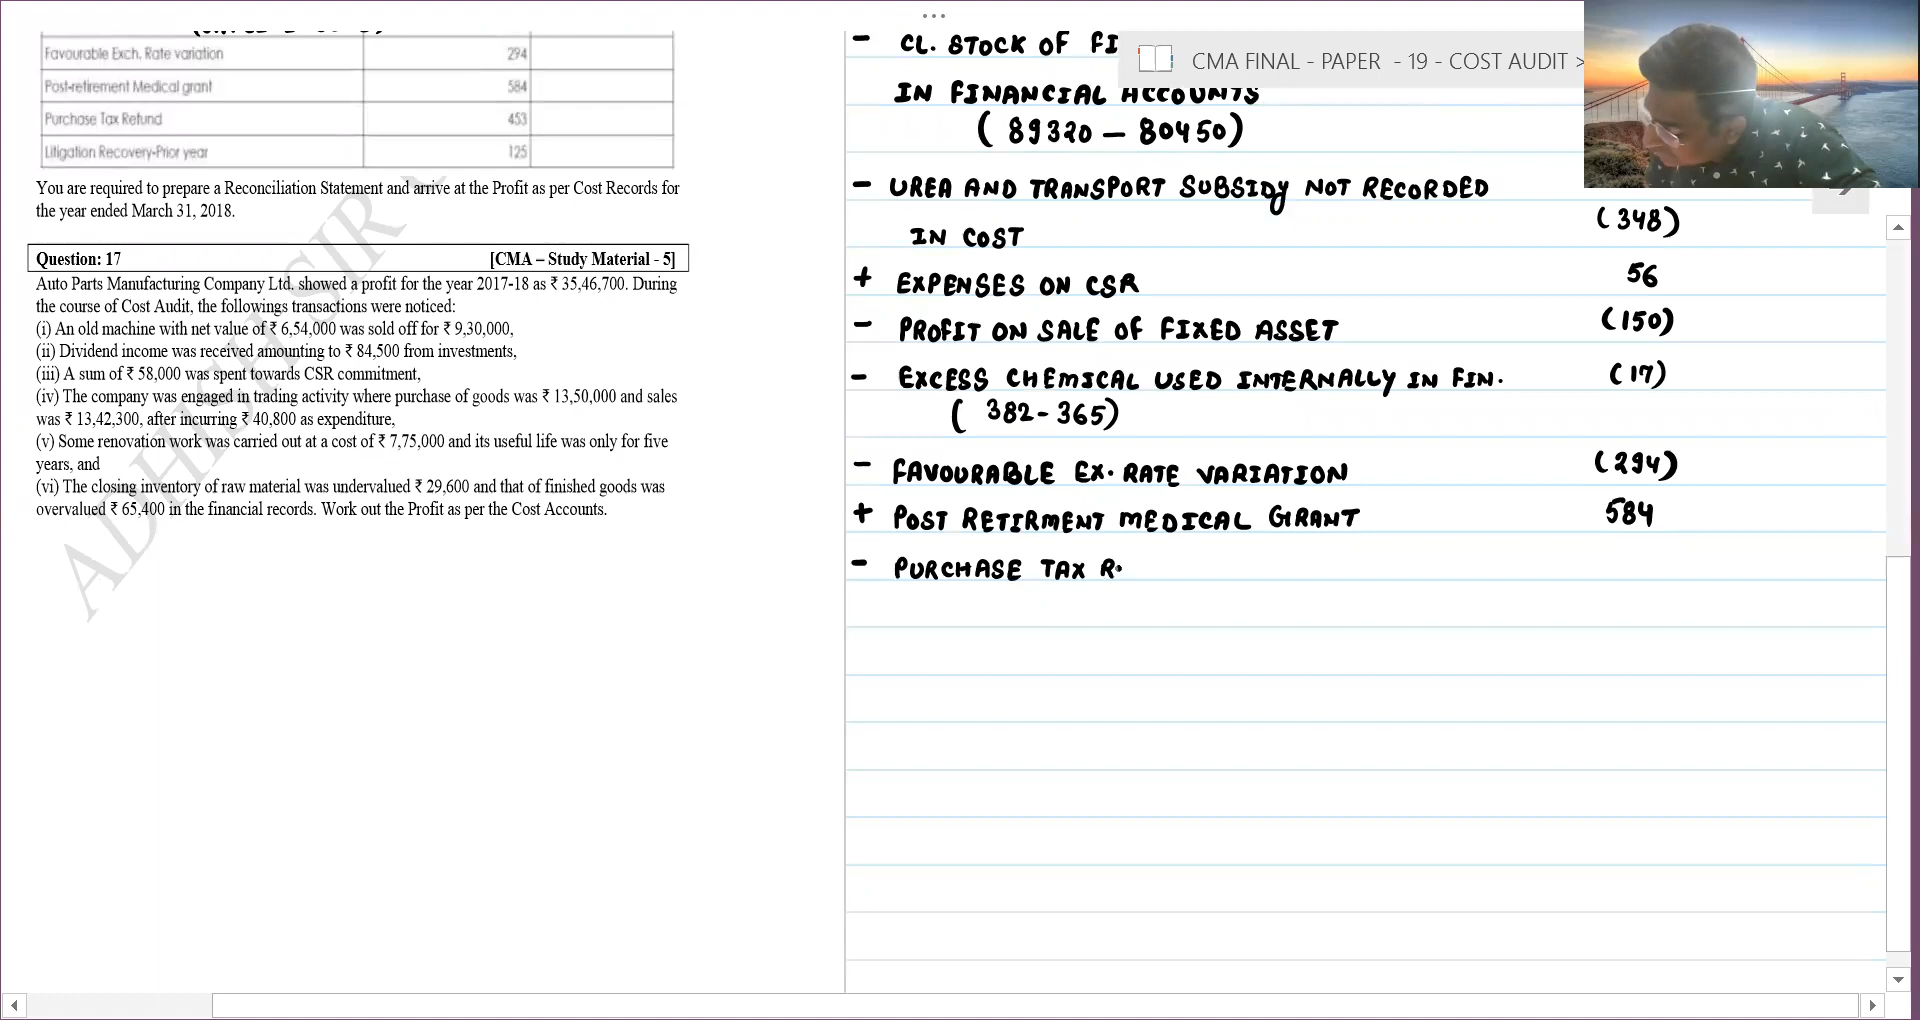 Favourable Exch. Rate variation 294
Post-retirement Medical grant 584
Purchase Tax Refund 453
Litigation Recovery-Prior year 125
You are required to prepare a Reconciliation Statement and arrive at the Profit as per Cost Records for
the year ended March 31, 2018.
Question: 17 [CMA – Study Material - 5]
Auto Parts Manufacturing Company Ltd. showed a profit for the year 2017-18 as ₹ 35,46,700. During
the course of Cost Audit, the followings transactions were noticed:
(i) An old machine with net value of ₹ 6,54,000 was sold off for ₹ 9,30,000,
(ii) Dividend income was received amounting to ₹ 84,500 from investments,
(iii) A sum of ₹ 58,000 was spent towards CSR commitment,
(iv) The company was engaged in trading activity where purchase of goods was ₹ 13,50,000 and sales
was ₹ 13,42,300, after incurring ₹ 40,800 as expenditure,
(v) Some renovation work was carried out at a cost of ₹ 7,75,000 and its useful life was only for five
years, and
(vi) The closing inventory of raw material was undervalued ₹ 29,600 and that of finished goods was
overvalued ₹ 65,400 in the financial records. Work out the Profit as per the Cost Accounts.
ADHISH SIR
CMA FINAL - PAPER - 19 - COST AUDIT >
- CL. STOCK OF FI
IN FINANCIAL ACCOUNTS
( 89320 - 80450)
- UREA AND TRANSPORT SUBSIDY NOT RECORDED
IN COST (348)
+ EXPENSES ON CSR 56
- PROFIT ON SALE OF FIXED ASSET (150)
- EXCESS CHEMICAL USED INTERNALLY IN FIN. (17)
( 382-365)
- FAVOURABLE EX. RATE VARIATION (294)
+ POST RETIRMENT MEDICAL GRANT 584
- PURCHASE TAX R